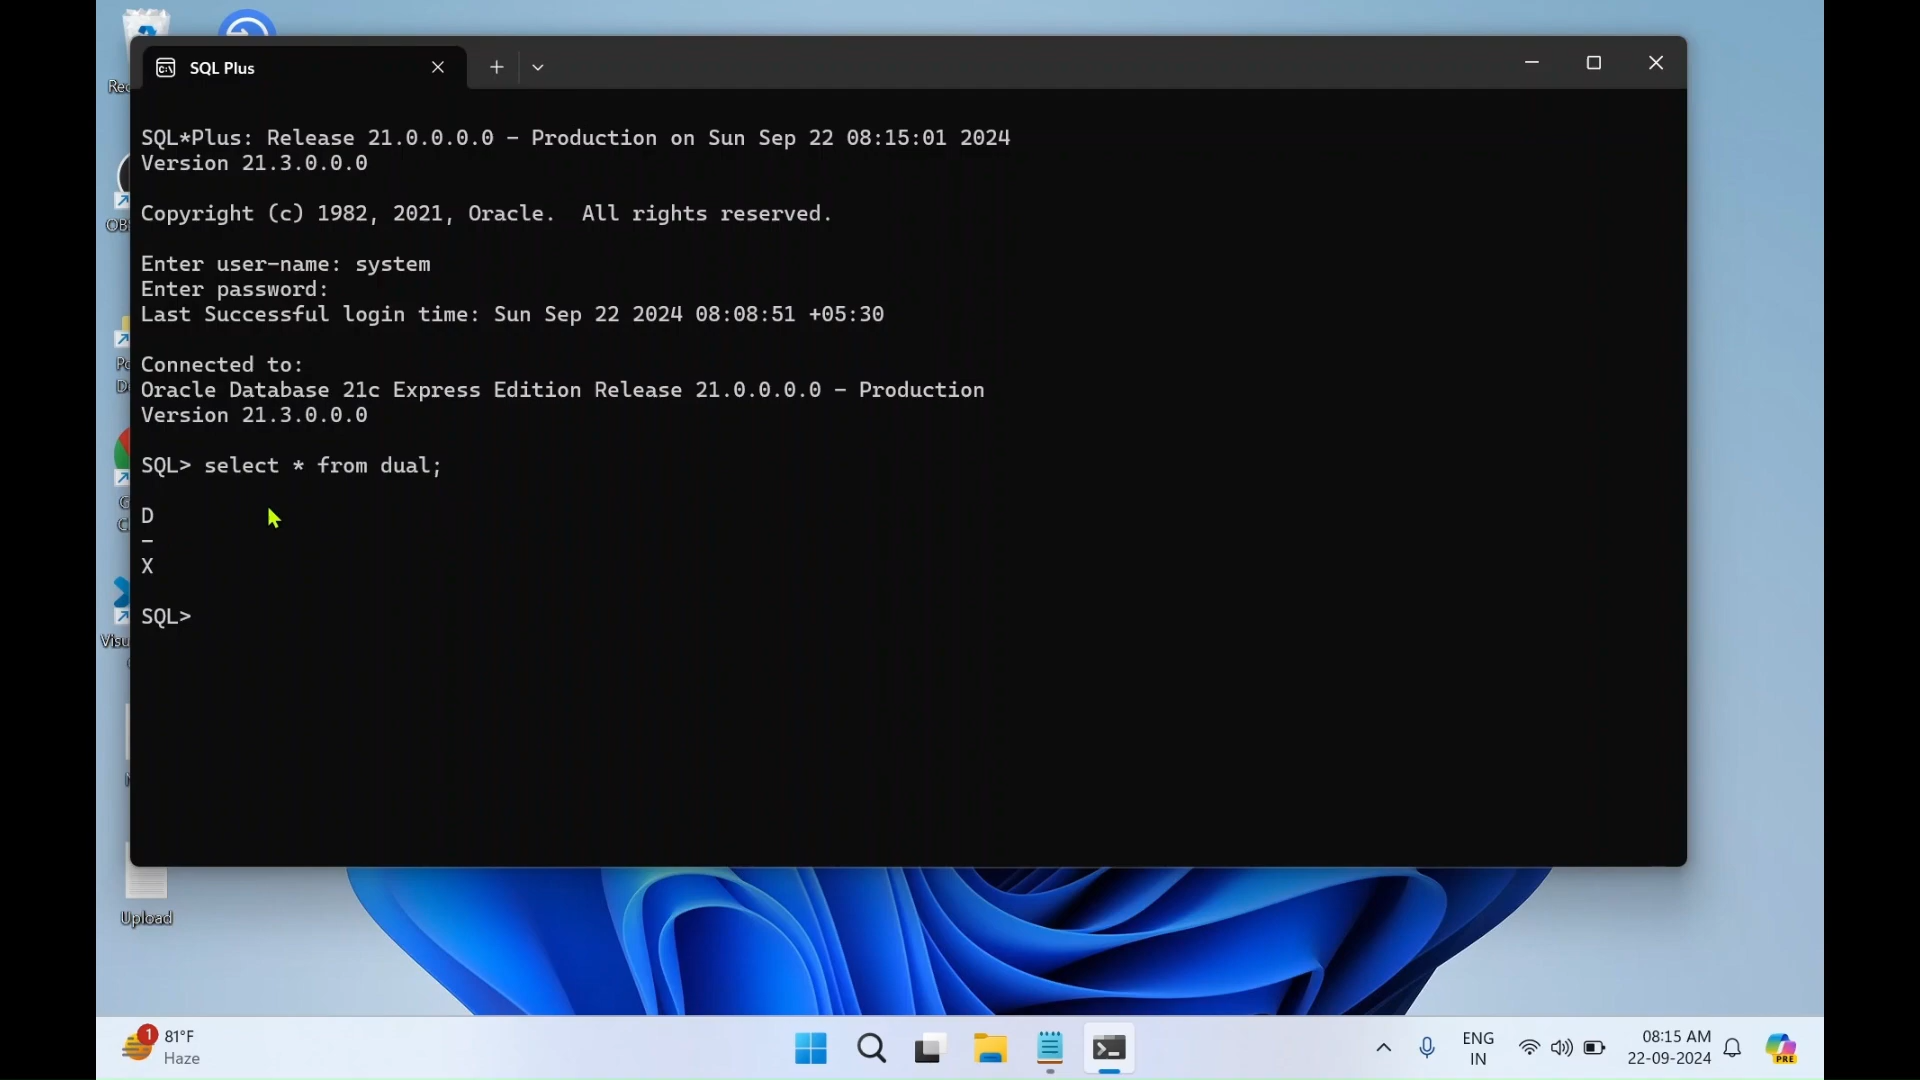 SQL Plus
SQL*Plus: Release 21.0.0.0.0 - Production on Sun Sep 22 08:15:01 2024
Version 21.3.0.0.0
Copyright (c) 1982, 2021, Oracle.  All rights reserved.
Enter user-name: system
Enter password:
Last Successful login time: Sun Sep 22 2024 08:08:51 +05:30
Connected to:
Oracle Database 21c Express Edition Release 21.0.0.0.0 - Production
Version 21.3.0.0.0
SQL> select * from dual;
D
-
X
SQL>
Upload
1
81°F
Haze
ENG
IN
08:15 AM
22-09-2024
PRE